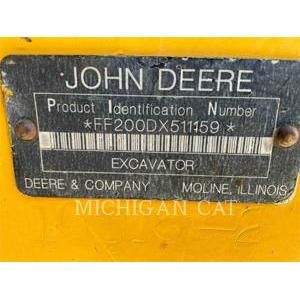 JOHN DEERE
Product Identification Number
*FF200DX511159*
EXCAVATOR
DEERE & COMPANY MOLINE, ILLINOIS
MICHIGAN CAT